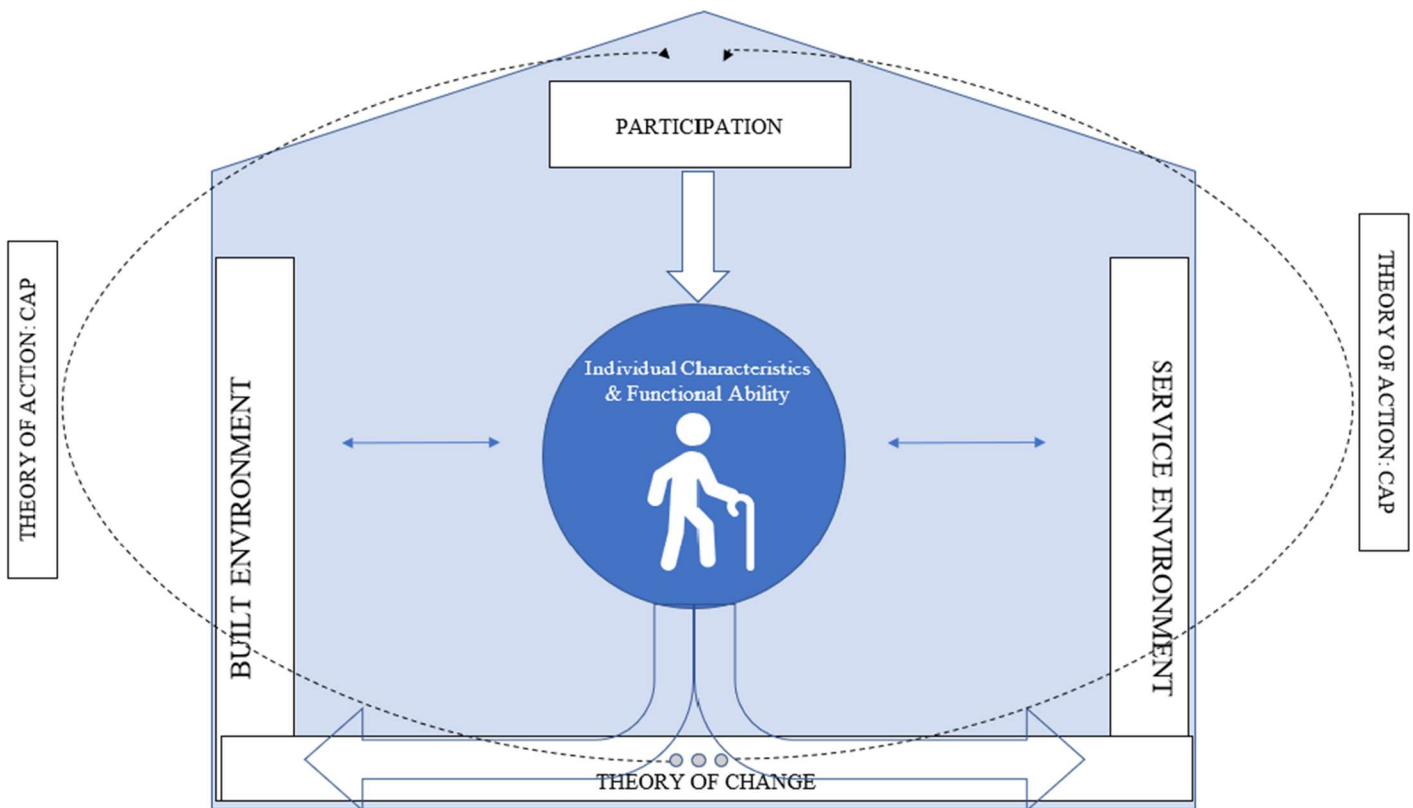 PARTICIPATION
THEORY OF ACTION: CAP
BUILT ENVIRONMENT
Individual Characteristics
& Functional Ability
SERVICE ENVIRONMENT
THEORY OF ACTION: CAP
THEORY OF CHANGE